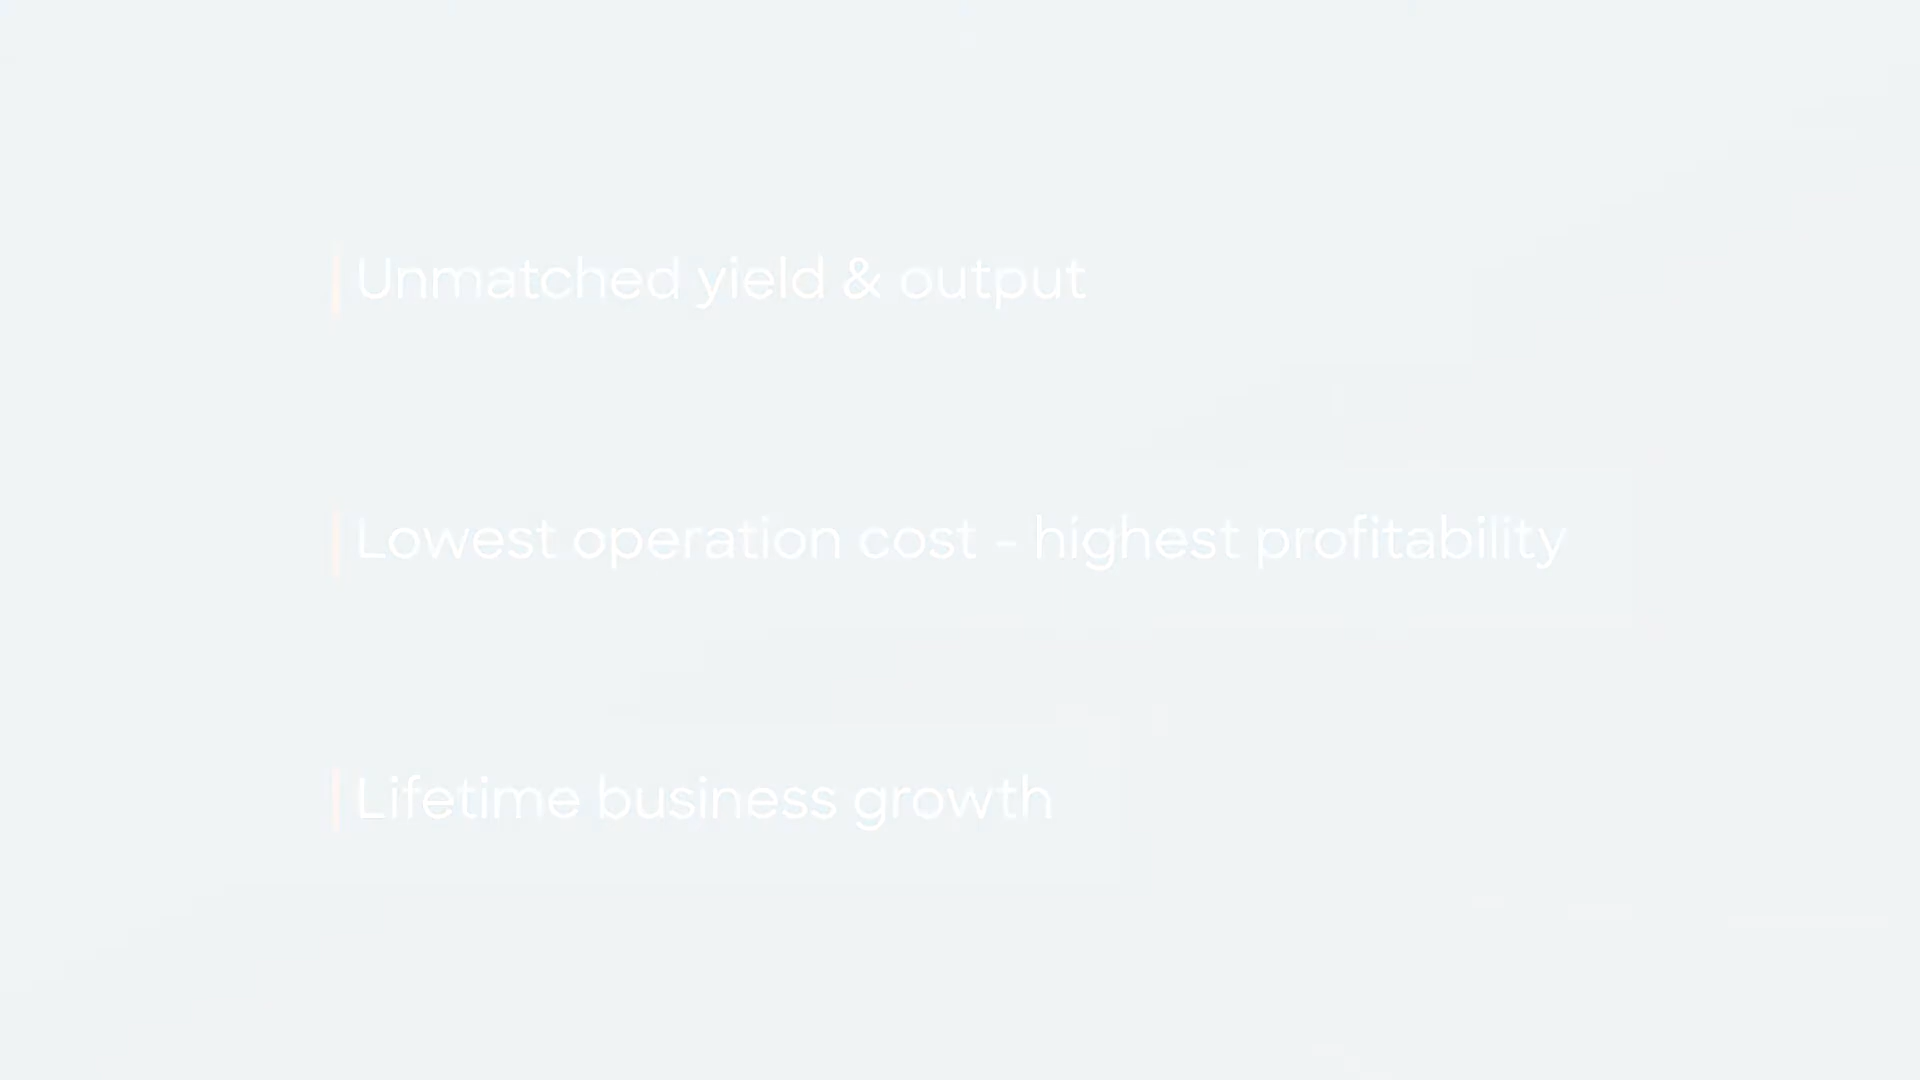 Unmatched yield & output
Lowest operation cost - highest profitability
Lifetime business growth